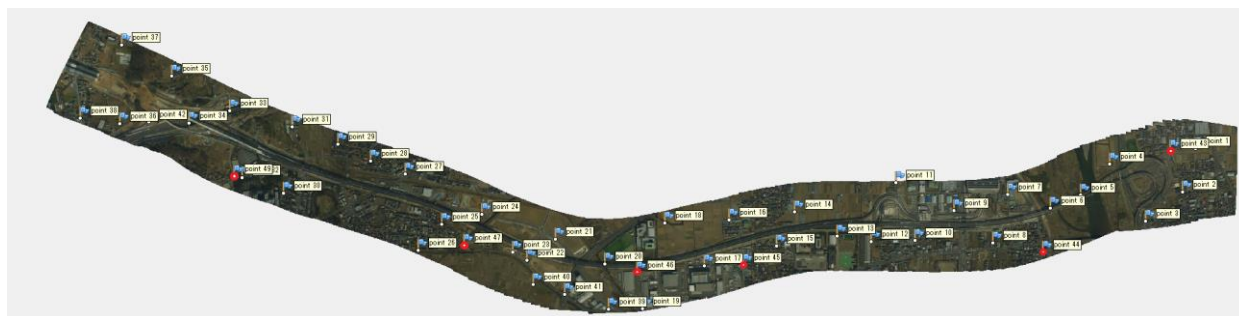 point 37
point 35
point 33
point 38
point 36
point 42
point 34
point 31
point 29
point 28
point 27
point 49
point 30
point 24
point 25
point 26
point 47
point 21
point 23
point 22
point 40
point 41
point 39
point 19
point 20
point 46
point 18
point 16
point 14
point 17
point 45
point 15
point 13
point 12
point 11
point 10
point 9
point 8
point 7
point 6
point 44
point 5
point 4
point 43
point 1
point 2
point 3